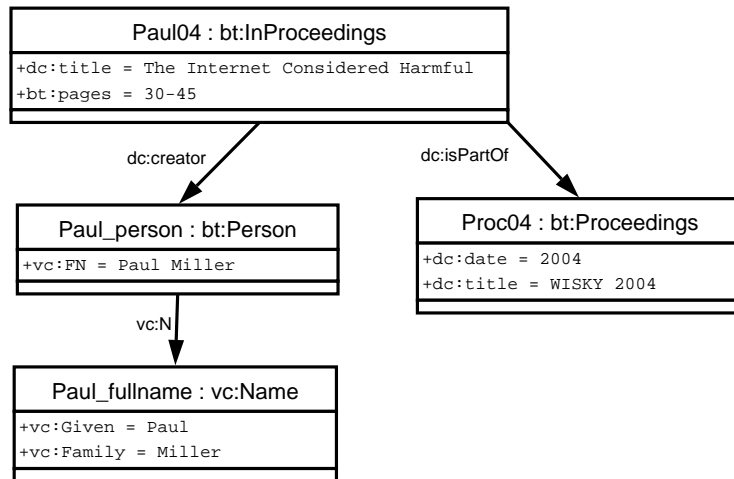 Paul04 : bt:InProceedings
+dc:title = The Internet Considered Harmful
+bt:pages = 30-45
dc:creator
dc:isPartOf
Paul_person : bt:Person
+vc:FN = Paul Miller
Proc04 : bt:Proceedings
+dc:date = 2004
+dc:title = WISKY 2004
vc:N
Paul_fullname : vc:Name
+vc:Given = Paul
+vc:Family = Miller